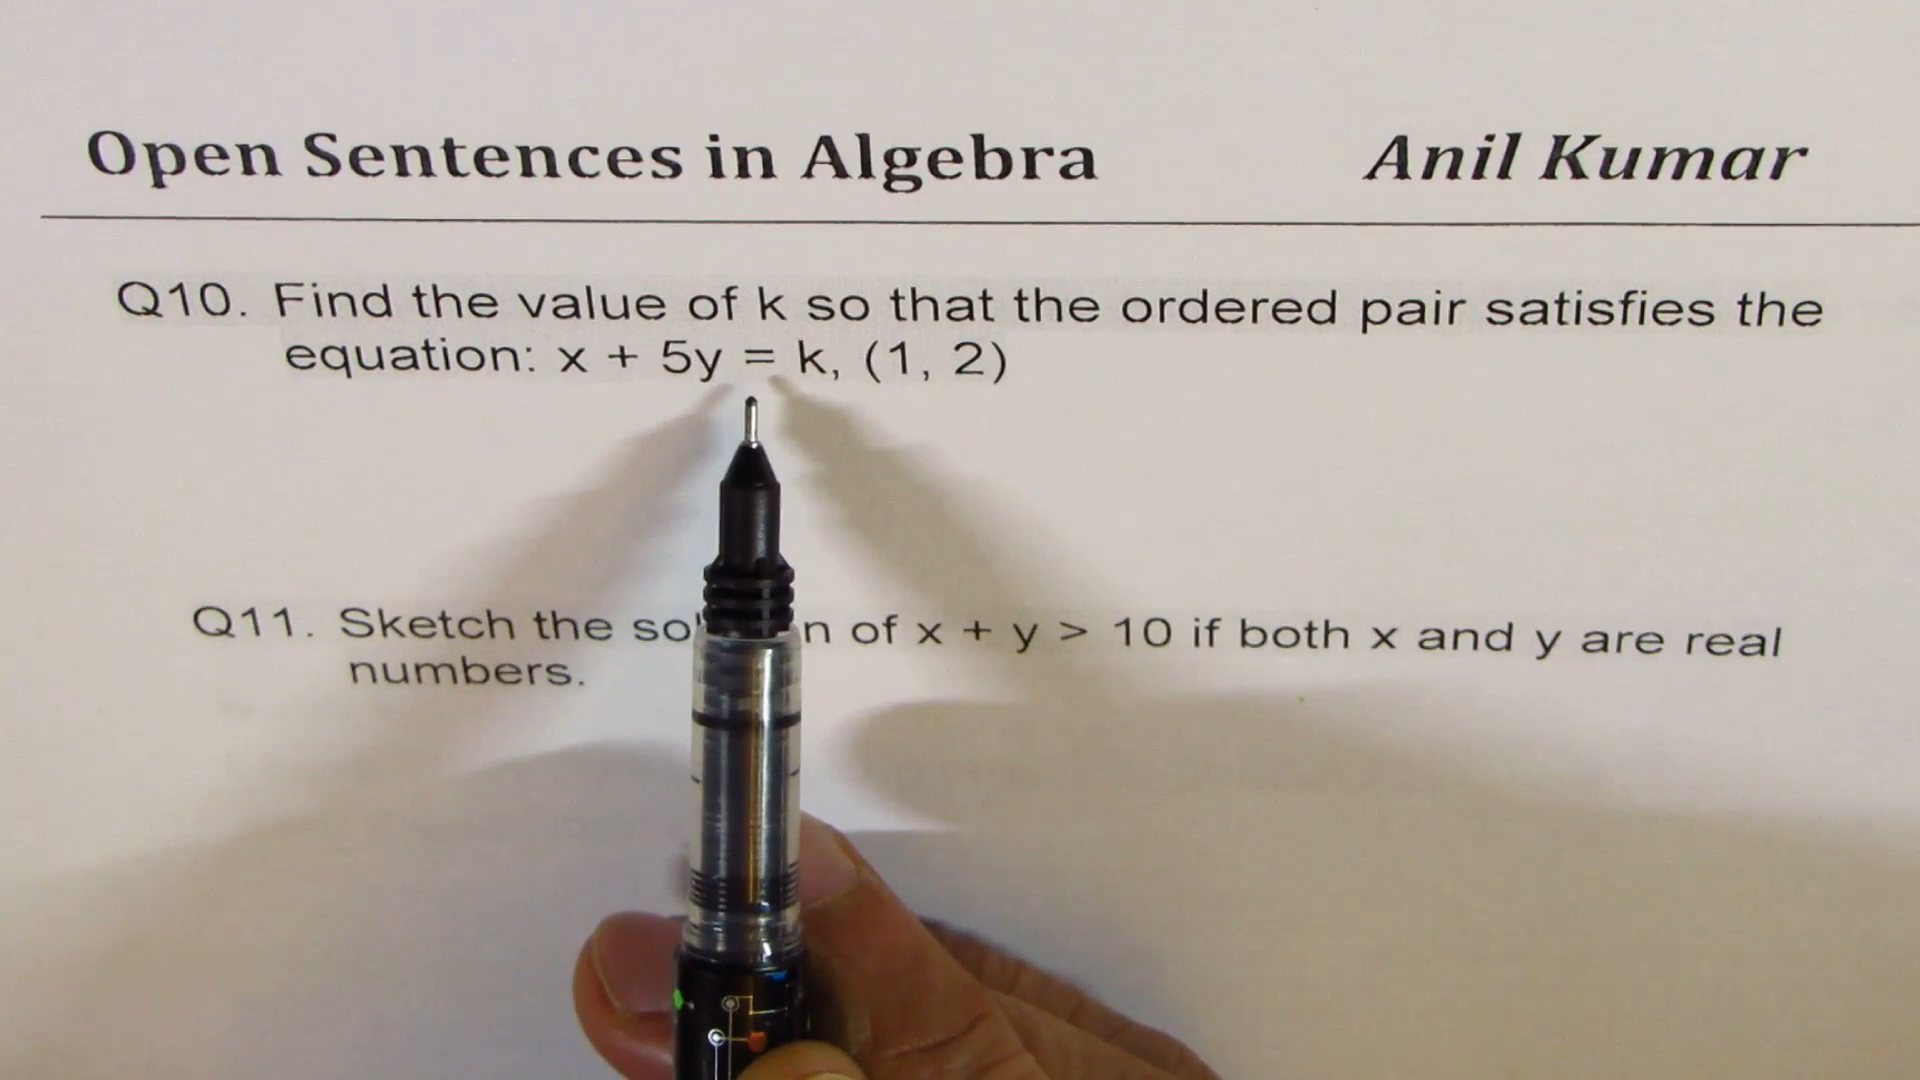 Open Sentences in Algebra Anil Kumar
Q10. Find the value of k so that the ordered pair satisfies the
equation: x + 5y = k, (1, 2)
Q11. Sketch the of x + y > 10 if both x and y are real
numbers.